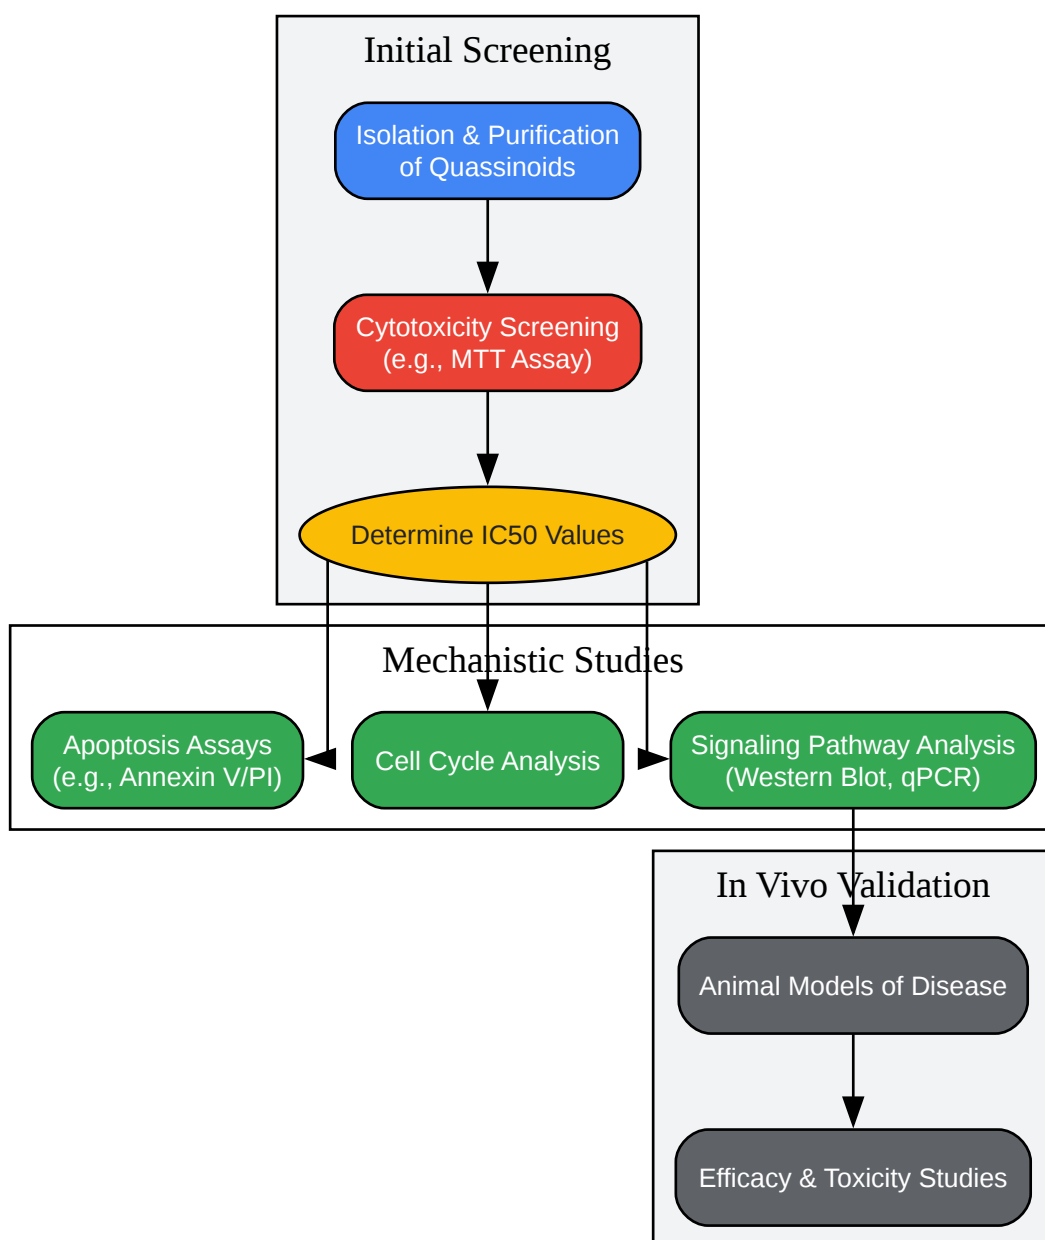 Initial Screening
Isolation & Purification
of Quassinoids
Cytotoxicity Screening
(e.g., MTT Assay)
Determine IC50 Values
Mechanistic Studies
Apoptosis Assays
(e.g., Annexin V/PI)
Cell Cycle Analysis
Signaling Pathway Analysis
(Western Blot, qPCR)
In Vivo Validation
Animal Models of Disease
Efficacy & Toxicity Studies